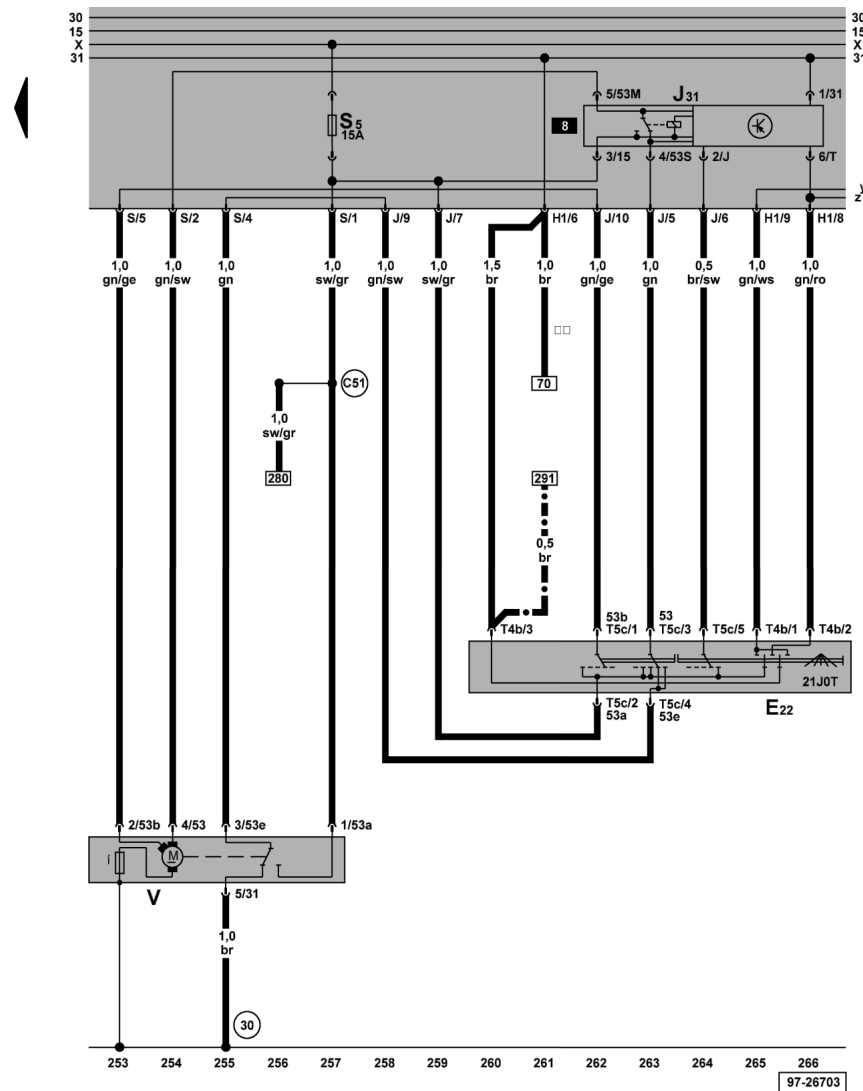 30 30
15 15
X X
31 31
5/53M J31 1/31
S5
15A
8
3/15 4/53S 2/J 6/T
y
z
S/5 S/2 S/4 S/1 J/9 J/7 H1/6 J/10 J/5 J/6 H1/9 H1/8
1,0 1,0 1,0 1,0 1,0 1,0 1,5 1,0 1,0 1,0 0,5 1,0 1,0
gn/ge gn/sw gn sw/gr gn/sw sw/gr br br gn/ge gn br/sw gn/ws gn/ro
C51 70
1,0
sw/gr
280 291
0,5
br
53b 53
T4b/3 T5c/1 T5c/3 T5c/5 T4b/1 T4b/2
21J0T
T5c/2 T5c/4 E22
53a 53e
2/53b 4/53 3/53e 1/53a
M
V 5/31
1,0
br
30
253 254 255 256 257 258 259 260 261 262 263 264 265 266
97-26703